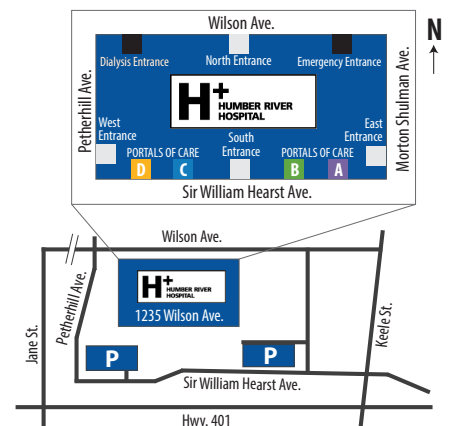 Wilson Ave.
N
Dialysis Entrance
North Entrance
Emergency Entrance
Petherhill Ave.
Morton Shulman Ave.
H+
HUMBER RIVER
HOSPITAL
West
Entrance
South
Entrance
East
Entrance
PORTALS OF CARE
PORTALS OF CARE
D
C
B
A
Sir William Hearst Ave.
Wilson Ave.
H+
HUMBER RIVER
HOSPITAL
1235 Wilson Ave.
Jane St.
Petherhill Ave.
Keele St.
P
P
Sir William Hearst Ave.
Hwy. 401